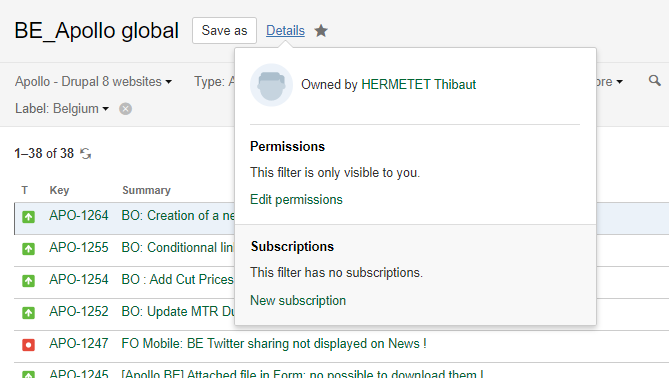 BE_Apollo global Save as Details
Owned by HERMETET Thibaut
Apollo - Drupal 8 websites Type: A
Label: Belgium
Permissions
This filter is only visible to you.
Edit permissions
1–38 of 38
T Key Summary
APO-1264 BO: Creation of a ne
Subscriptions
This filter has no subscriptions.
New subscription
APO-1255 BO: Conditionnal lin
APO-1254 BO : Add Cut Prices
APO-1252 BO: Update MTR Du
APO-1247 FO Mobile: BE Twitter sharing not displayed on News !
APO-1245 [Apollo BE] Attached file in Form: no possible to download them !